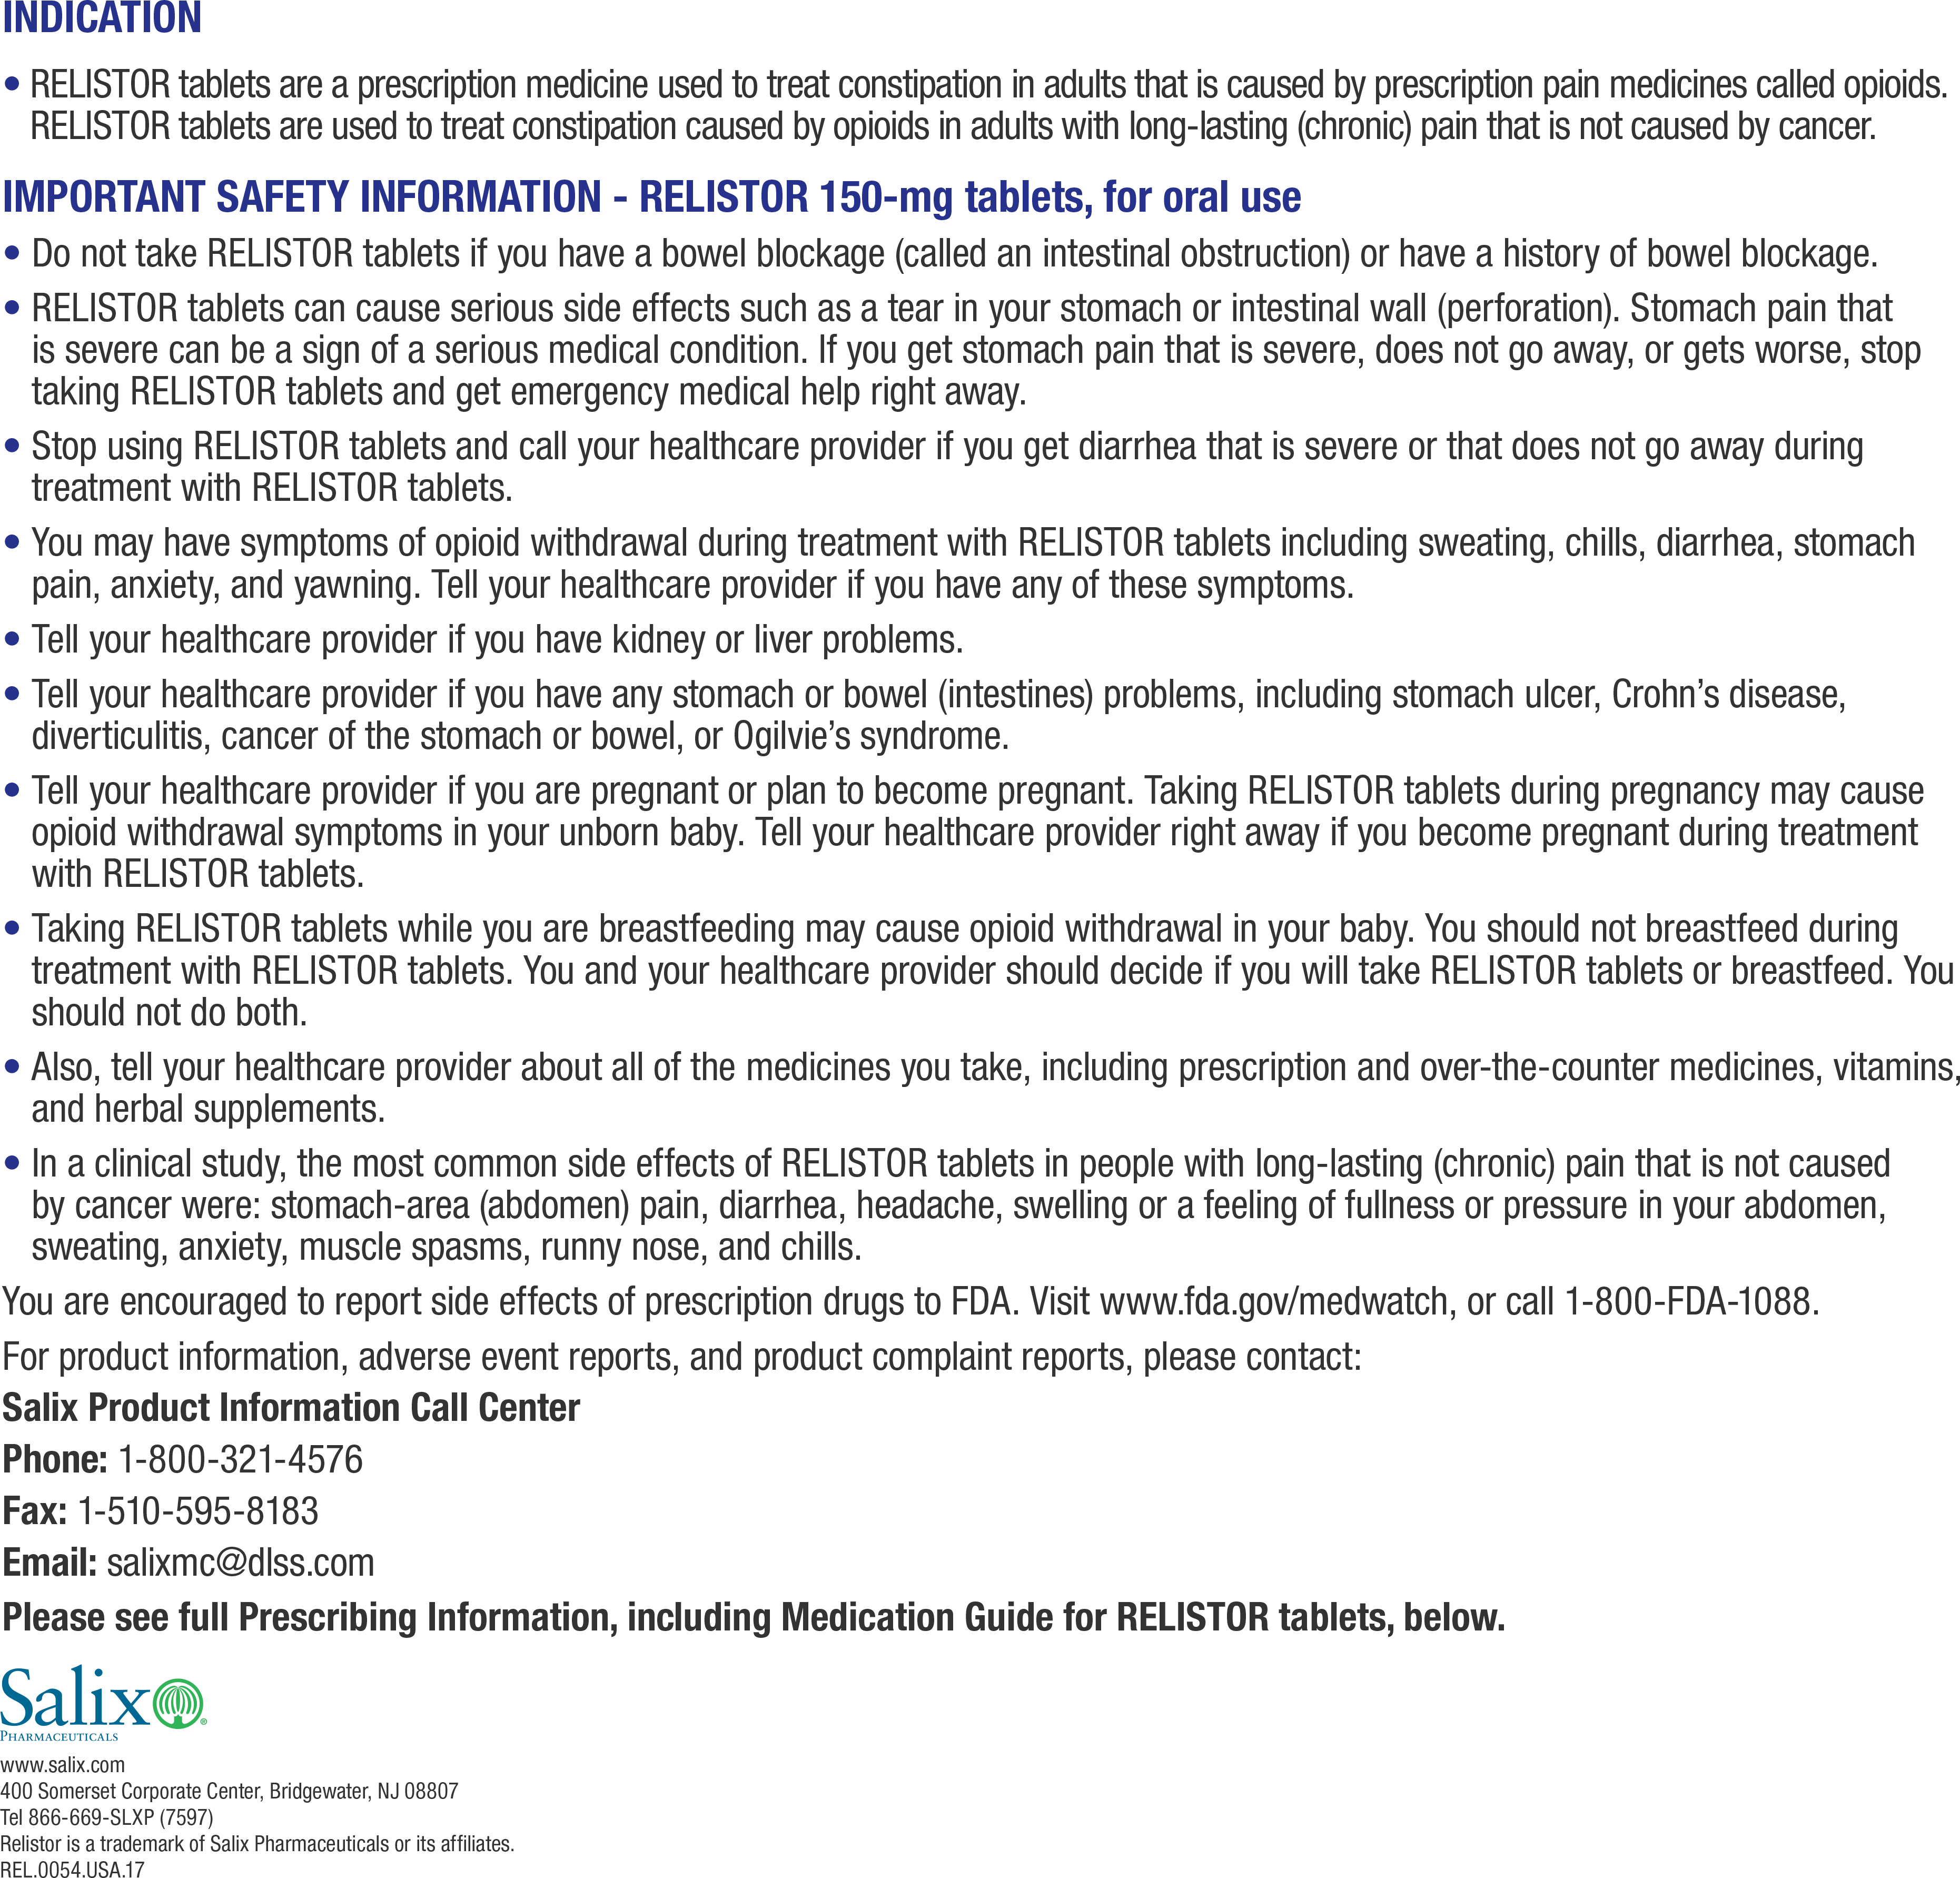 INDICATION
• RELISTOR tablets are a prescription medicine used to treat constipation in adults that is caused by prescription pain medicines called opioids.
RELISTOR tablets are used to treat constipation caused by opioids in adults with long-lasting (chronic) pain that is not caused by cancer.
IMPORTANT SAFETY INFORMATION - RELISTOR 150-mg tablets, for oral use
• Do not take RELISTOR tablets if you have a bowel blockage (called an intestinal obstruction) or have a history of bowel blockage.
• RELISTOR tablets can cause serious side effects such as a tear in your stomach or intestinal wall (perforation). Stomach pain that
is severe can be a sign of a serious medical condition. If you get stomach pain that is severe, does not go away, or gets worse, stop
taking RELISTOR tablets and get emergency medical help right away.
• Stop using RELISTOR tablets and call your healthcare provider if you get diarrhea that is severe or that does not go away during
treatment with RELISTOR tablets.
• You may have symptoms of opioid withdrawal during treatment with RELISTOR tablets including sweating, chills, diarrhea, stomach
pain, anxiety, and yawning. Tell your healthcare provider if you have any of these symptoms.
• Tell your healthcare provider if you have kidney or liver problems.
• Tell your healthcare provider if you have any stomach or bowel (intestines) problems, including stomach ulcer, Crohn’s disease,
diverticulitis, cancer of the stomach or bowel, or Ogilvie’s syndrome.
• Tell your healthcare provider if you are pregnant or plan to become pregnant. Taking RELISTOR tablets during pregnancy may cause
opioid withdrawal symptoms in your unborn baby. Tell your healthcare provider right away if you become pregnant during treatment
with RELISTOR tablets.
• Taking RELISTOR tablets while you are breastfeeding may cause opioid withdrawal in your baby. You should not breastfeed during
treatment with RELISTOR tablets. You and your healthcare provider should decide if you will take RELISTOR tablets or breastfeed. You
should not do both.
• Also, tell your healthcare provider about all of the medicines you take, including prescription and over-the-counter medicines, vitamins,
and herbal supplements.
• In a clinical study, the most common side effects of RELISTOR tablets in people with long-lasting (chronic) pain that is not caused
by cancer were: stomach-area (abdomen) pain, diarrhea, headache, swelling or a feeling of fullness or pressure in your abdomen,
sweating, anxiety, muscle spasms, runny nose, and chills.
You are encouraged to report side effects of prescription drugs to FDA. Visit www.fda.gov/medwatch, or call 1-800-FDA-1088.
For product information, adverse event reports, and product complaint reports, please contact:
Salix Product Information Call Center
Phone: 1-800-321-4576
Fax: 1-510-595-8183
Email: salixmc@dlss.com
Please see full Prescribing Information, including Medication Guide for RELISTOR tablets, below.
Salix ®
PHARMACEUTICALS
www.salix.com
400 Somerset Corporate Center, Bridgewater, NJ 08807
Tel 866-669-SLXP (7597)
Relistor is a trademark of Salix Pharmaceuticals or its affiliates.
REL.0054.USA.17